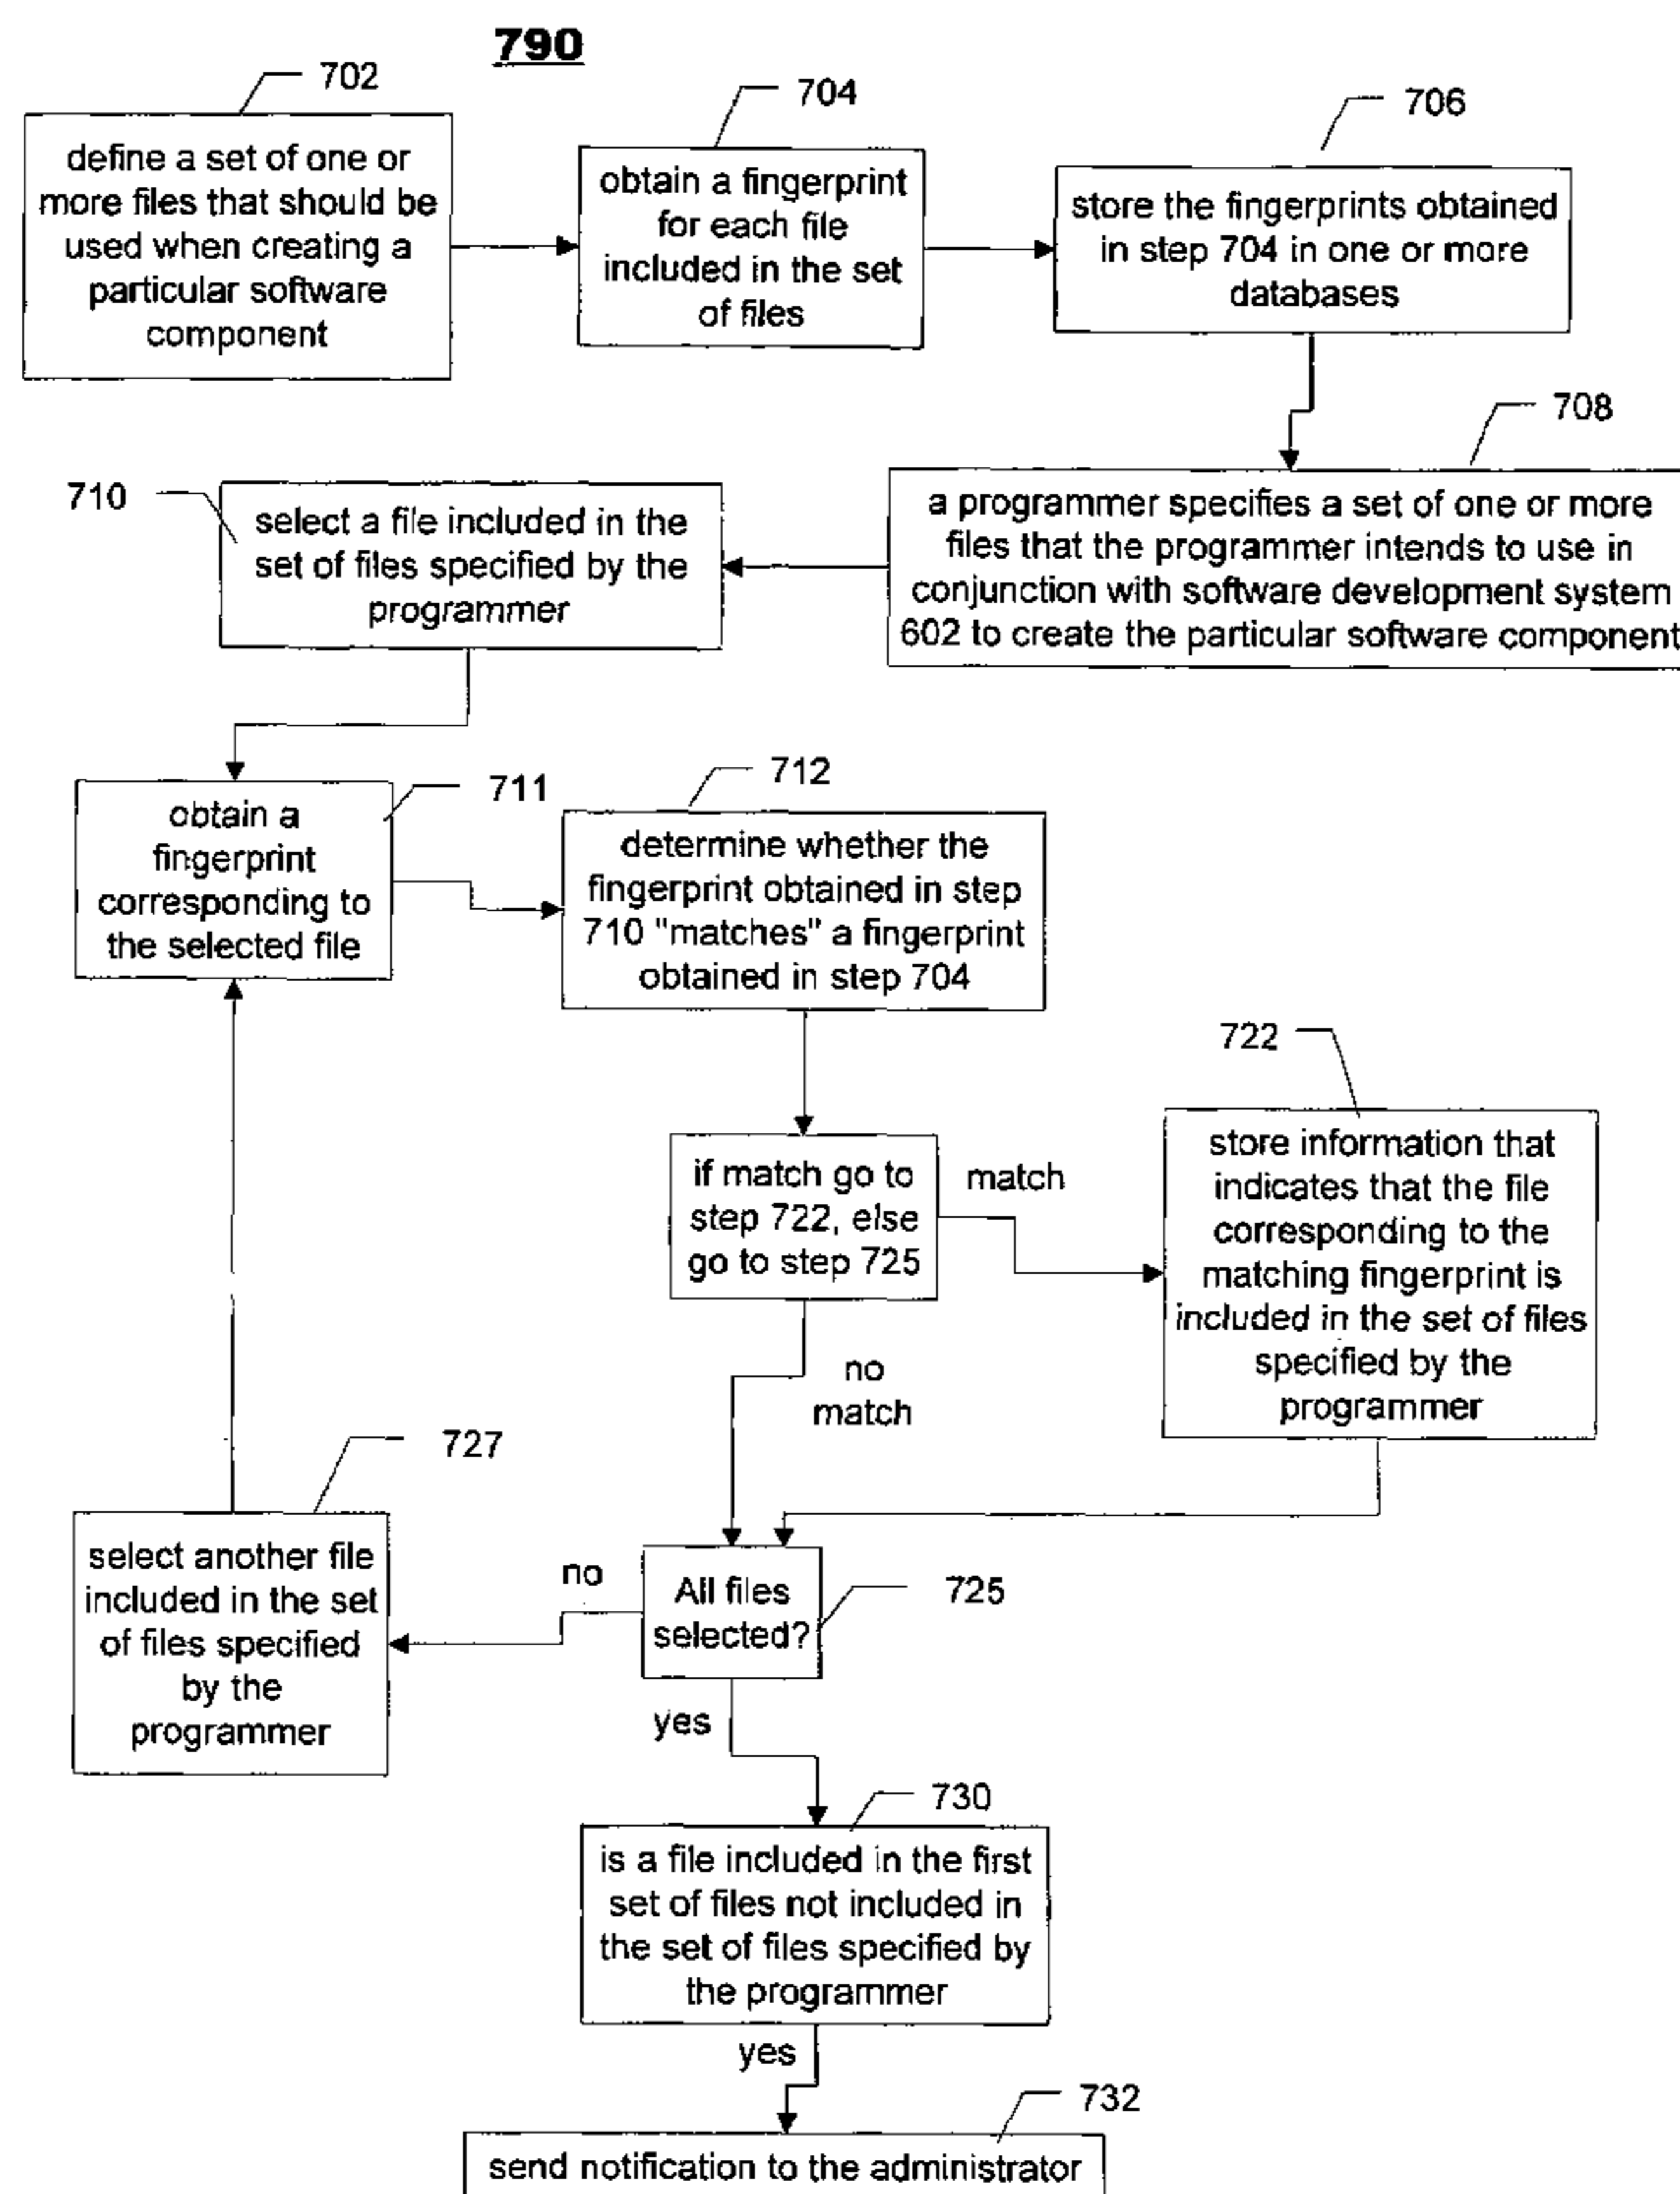 790
702
define a set of one or
more files that should be
used when creating a
particular software
component
704
obtain a fingerprint
for each file
included in the set
of files
706
store the fingerprints obtained
in step 704 in one or more
databases
708
a programmer specifies a set of one or more
files that the programmer intends to use in
conjunction with software development system
602 to create the particular software component
710
select a file included in the
set of files specified by the
programmer
711
obtain a
fingerprint
corresponding to
the selected file
712
determine whether the
fingerprint obtained in step
710 "matches" a fingerprint
obtained in step 704
if match go to
step 722, else
go to step 725
match
no
match
722
store information that
indicates that the file
corresponding to the
matching fingerprint is
included in the set of files
specified by the
programmer
725
All files
selected?
no
yes
727
select another file
included in the set
of files specified
by the
programmer
730
is a file included in the first
set of files not included in
the set of files specified by
the programmer
yes
732
send notification to the administrator